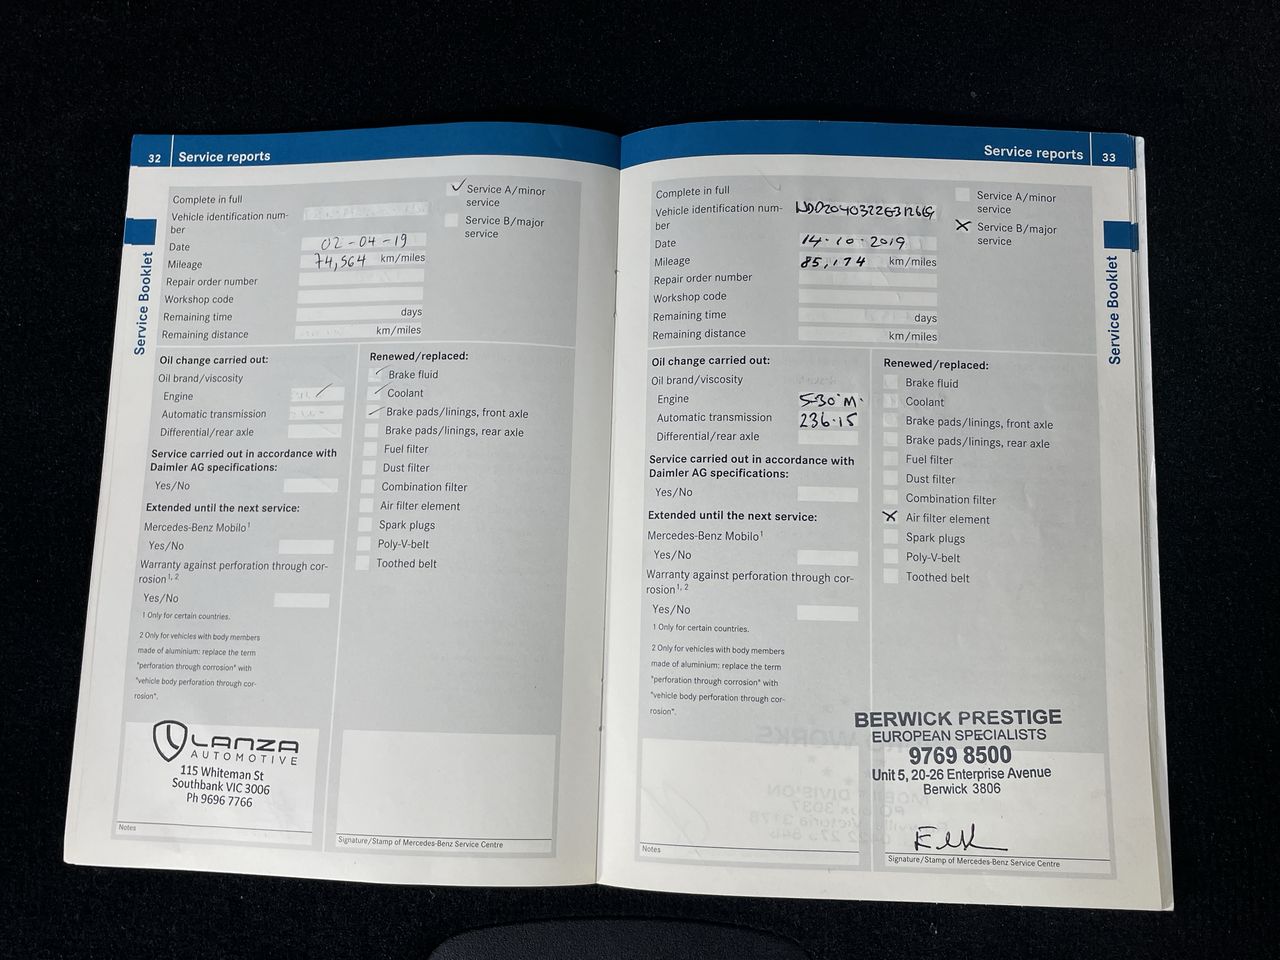 32 Service reports
Complete in full
Service A/minor
service
Vehicle identification num-
ber
Service B/major
service
Date 02-04-19
Mileage 74,564 km/miles
Repair order number
Workshop code
Remaining time days
Remaining distance km/miles
Service Booklet
Oil change carried out:
Oil brand/viscosity
Engine
Automatic transmission
Differential/rear axle
Service carried out in accordance with
Daimler AG specifications:
Yes/No
Extended until the next service:
Mercedes-Benz Mobilo¹
Yes/No
Warranty against perforation through cor-
rosion¹,²
Yes/No
1 Only for certain countries.
2 Only for vehicles with body members
made of aluminium: replace the term
"perforation through corrosion" with
"vehicle body perforation through cor-
rosion".
Renewed/replaced:
Brake fluid
Coolant
Brake pads/linings, front axle
Brake pads/linings, rear axle
Fuel filter
Dust filter
Combination filter
Air filter element
Spark plugs
Poly-V-belt
Toothed belt
LANZA
AUTOMOTIVE
115 Whiteman St
Southbank VIC 3006
Ph 9696 7766
Notes
Signature/Stamp of Mercedes-Benz Service Centre
Service reports 33
Complete in full
Service A/minor
service
Vehicle identification num-
ber
Service B/major
service
Date 14.10.2019
Mileage 85,174 km/miles
Repair order number
Workshop code
Remaining time days
Remaining distance km/miles
Service Booklet
Oil change carried out:
Oil brand/viscosity
Engine 5-30 M.
Automatic transmission 236.15
Differential/rear axle
Service carried out in accordance with
Daimler AG specifications:
Yes/No
Extended until the next service:
Mercedes-Benz Mobilo¹
Yes/No
Warranty against perforation through cor-
rosion¹,²
Yes/No
1 Only for certain countries.
2 Only for vehicles with body members
made of aluminium: replace the term
"perforation through corrosion" with
"vehicle body perforation through cor-
rosion".
Renewed/replaced:
Brake fluid
Coolant
Brake pads/linings, front axle
Brake pads/linings, rear axle
Fuel filter
Dust filter
Combination filter
Air filter element
Spark plugs
Poly-V-belt
Toothed belt
BERWICK PRESTIGE
EUROPEAN SPECIALISTS
9769 8500
Unit 5, 20-26 Enterprise Avenue
Berwick 3806
Notes
Signature/Stamp of Mercedes-Benz Service Centre